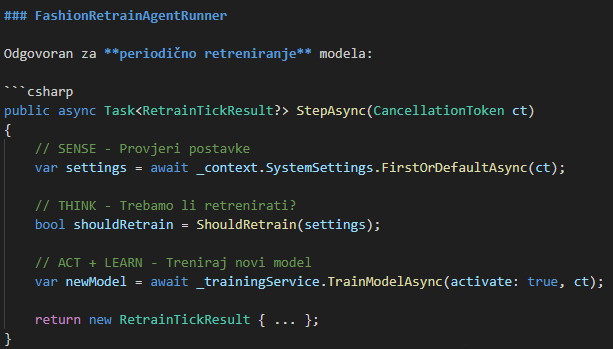 ### FashionRetrainAgentRunner
Odgovoran za **periodično retreniranje** modela:
```csharp
public async Task<RetrainTickResult?> StepAsync(CancellationToken ct)
{
// SENSE - Provjeri postavke
var settings = await _context.SystemSettings.FirstOrDefaultAsync(ct);
// THINK - Trebamo li retrenirati?
bool shouldRetrain = ShouldRetrain(settings);
// ACT + LEARN - Treniraj novi model
var newModel = await _trainingService.TrainModelAsync(activate: true, ct);
return new RetrainTickResult { ... };
}